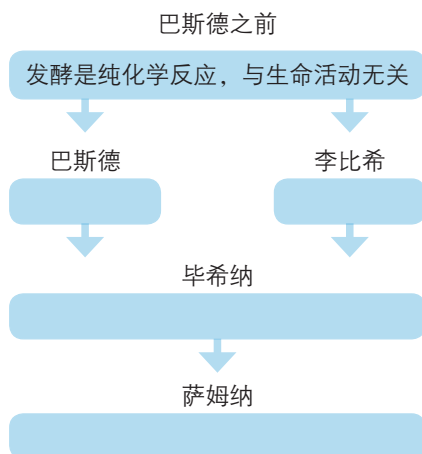 巴斯德之前
发酵是纯化学反应，与生命活动无关
巴斯德
李比希
毕希纳
萨姆纳